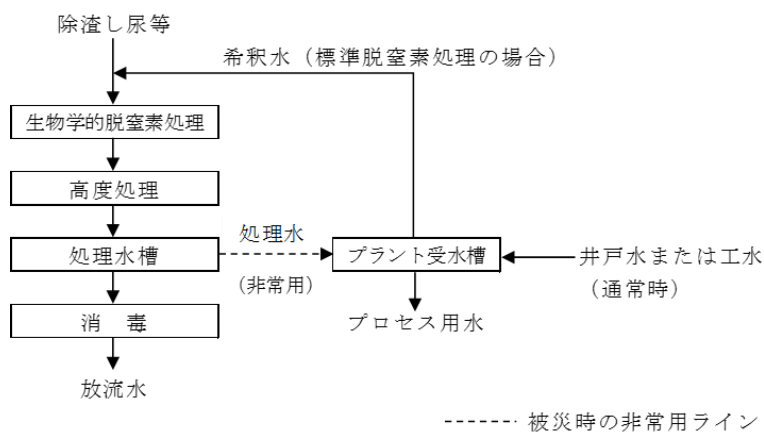 除渣し尿等
希釈水（標準脱窒素処理の場合）
生物学的脱窒素処理
高度処理
処理水
処理水槽
プラント受水槽
井戸水または工水
（非常用）
（通常時）
消　毒
プロセス用水
放流水
被災時の非常用ライン